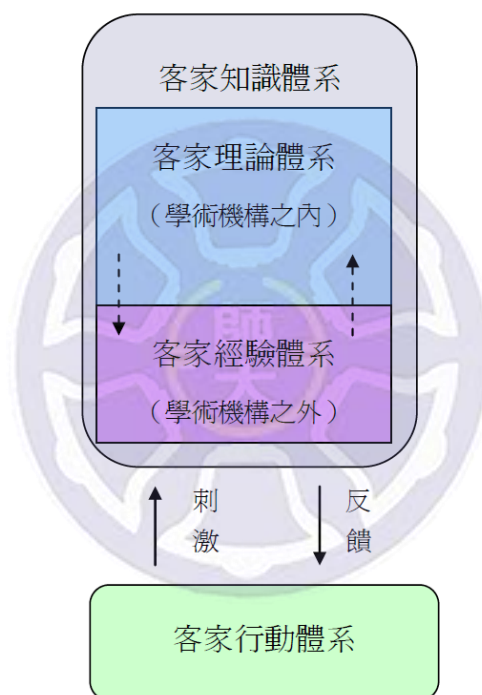 客家知識體系
客家理論體系
（學術機構之內）
師
大
客家經驗體系
（學術機構之外）
刺
激
反
饋
客家行動體系